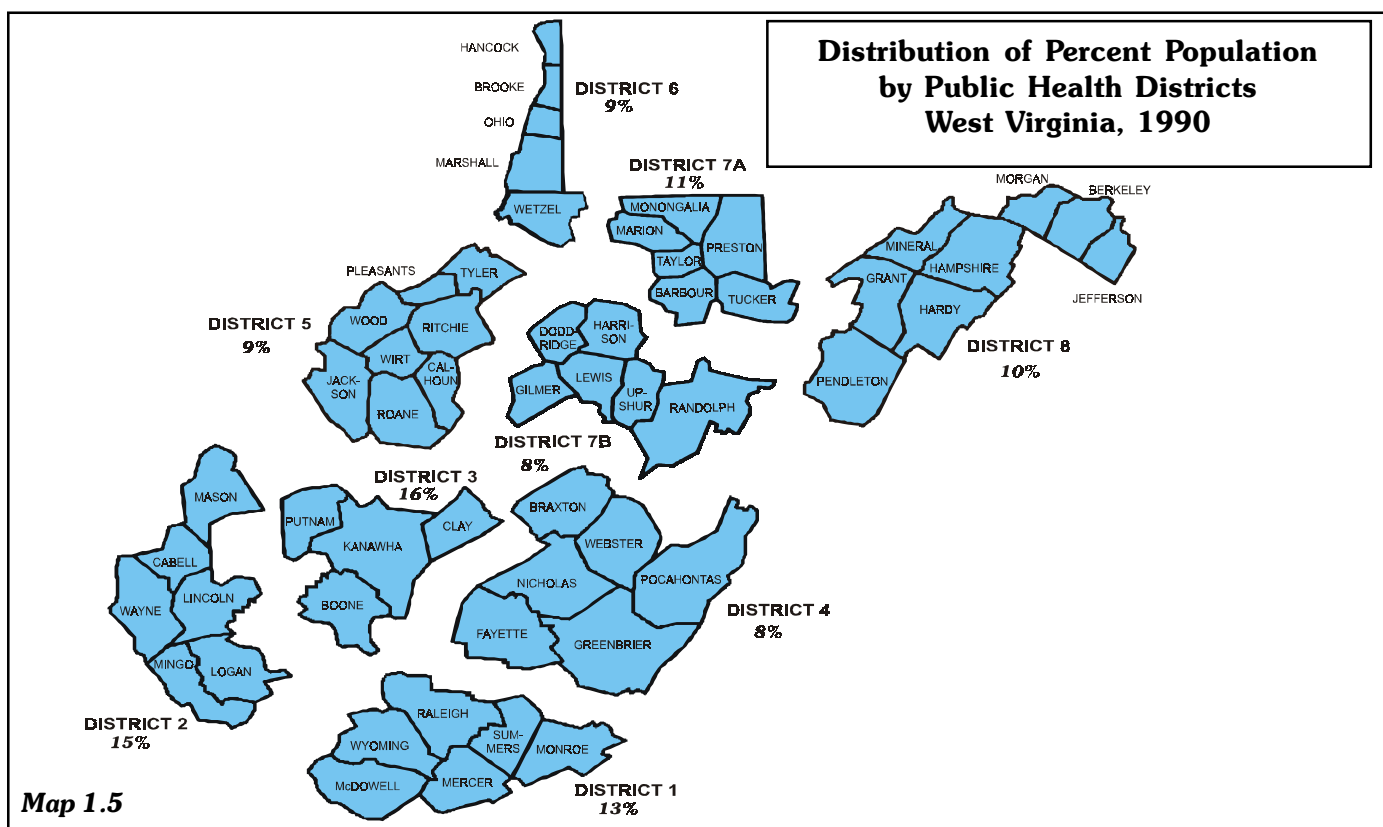 Distribution of Percent Population
by Public Health Districts
West Virginia, 1990
HANCOCK
BROOKE
OHIO
MARSHALL
WETZEL
DISTRICT 6
9%
DISTRICT 7A
11%
MONONGALIA
MARION
PRESTON
TAYLOR
BARBOUR
TUCKER
MORGAN
BERKELEY
MINERAL
HAMPSHIRE
GRANT
JEFFERSON
HARDY
PENDLETON
DISTRICT 8
10%
PLEASANTS
TYLER
WOOD
RITCHIE
WIRT
CAL-
HOUN
JACK-
SON
ROANE
DISTRICT 5
9%
DODD-
RIDGE
HARRI-
SON
GILMER
LEWIS
UP-
SHUR
RANDOLPH
DISTRICT 7B
8%
MASON
CABELL
WAYNE
LINCOLN
MINGO
LOGAN
DISTRICT 2
15%
DISTRICT 3
16%
PUTNAM
KANAWHA
CLAY
BOONE
BRAXTON
WEBSTER
NICHOLAS
POCAHONTAS
FAYETTE
GREENBRIER
DISTRICT 4
8%
RALEIGH
WYOMING
SUM-
MERS
MONROE
McDOWELL
MERCER
DISTRICT 1
13%
Map 1.5